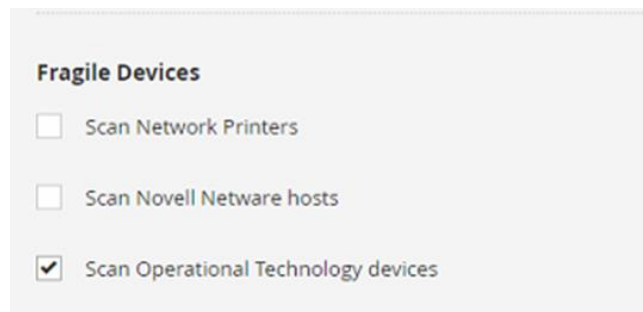 Fragile Devices
Scan Network Printers
Scan Novell Netware hosts
Scan Operational Technology devices